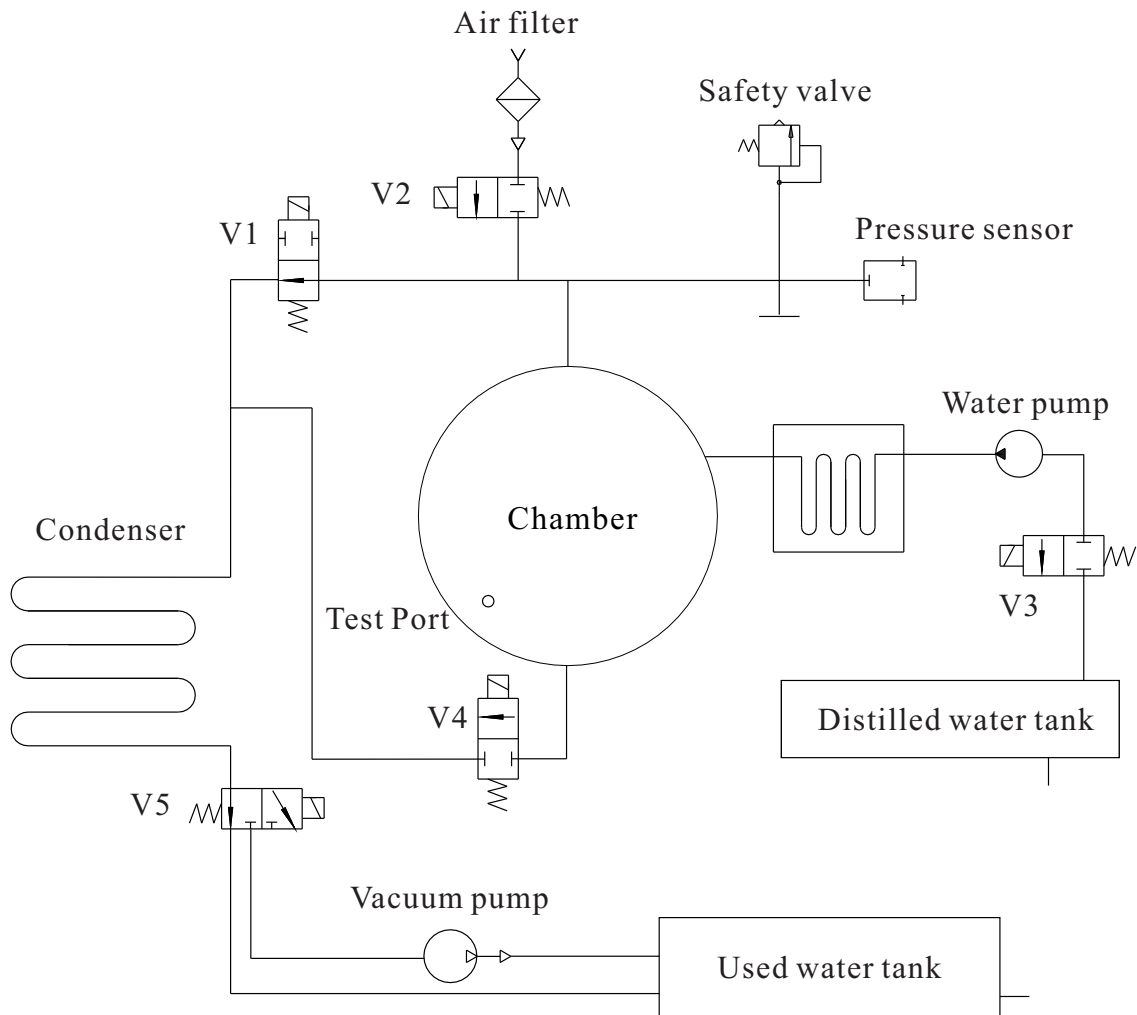 Air filter
Safety valve
V2
V1
Pressure sensor
Water pump
Chamber
Condenser
Test Port
V3
V4
Distilled water tank
V5
Vacuum pump
Used water tank